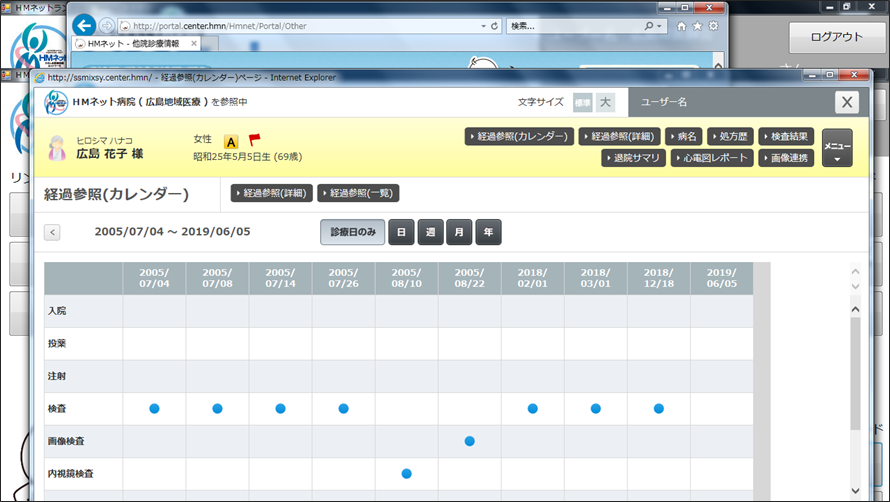 HMネットラン
http://portal.center.hmn/Hmnet/Portal/Other
検索...
HMネット - 他院診療情報
HMネット
ログアウト
さん
http://ssmixsy.center.hmn/ - 経過参照(カレンダー)ページ - Internet Explorer
HMネット病院 ( 広島地域医療 ) を参照中
文字サイズ 標準 大
ユーザー名
X
ヒロシマ ハナコ
広島 花子 様
女性 A
昭和25年5月5日生 (69歳)
経過参照(カレンダー) 経過参照(詳細) 病名 処方歴 検査結果
退院サマリ 心電図レポート 画像連携
メニュー
経過参照(カレンダー)
経過参照(詳細) 経過参照(一覧)
< 2005/07/04 ～ 2019/06/05
診療日のみ 日 週 月 年
2005/ 2005/ 2005/ 2005/ 2005/ 2005/ 2018/ 2018/ 2018/ 2019/
07/04 07/08 07/14 07/26 08/10 08/22 02/01 03/01 12/18 06/05
入院
投薬
注射
検査
画像検査
内視鏡検査